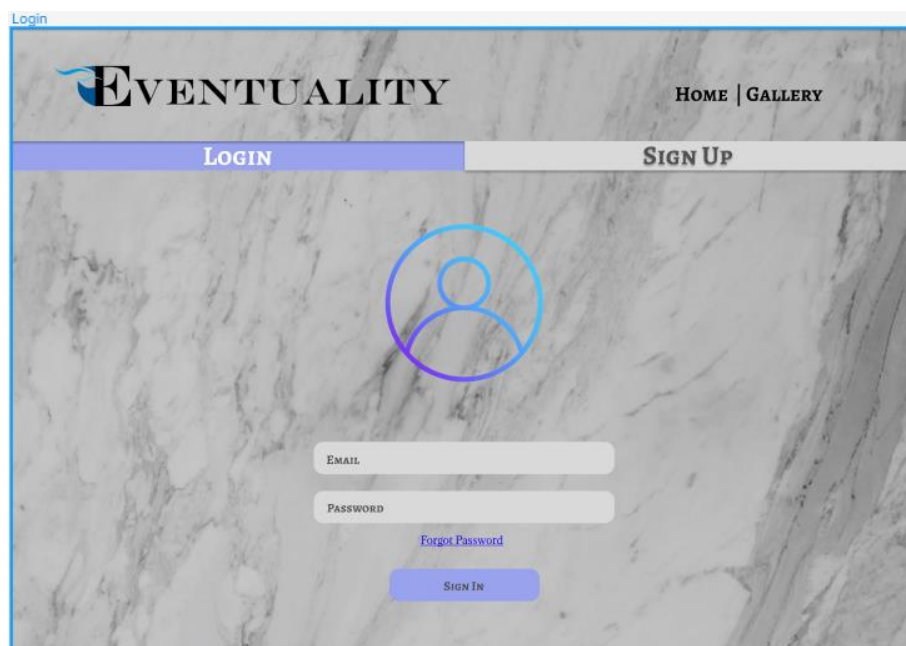 Login
EVENTUALITY
HOME | GALLERY
LOGIN
SIGN UP
EMAIL
PASSWORD
Forgot Password
SIGN IN